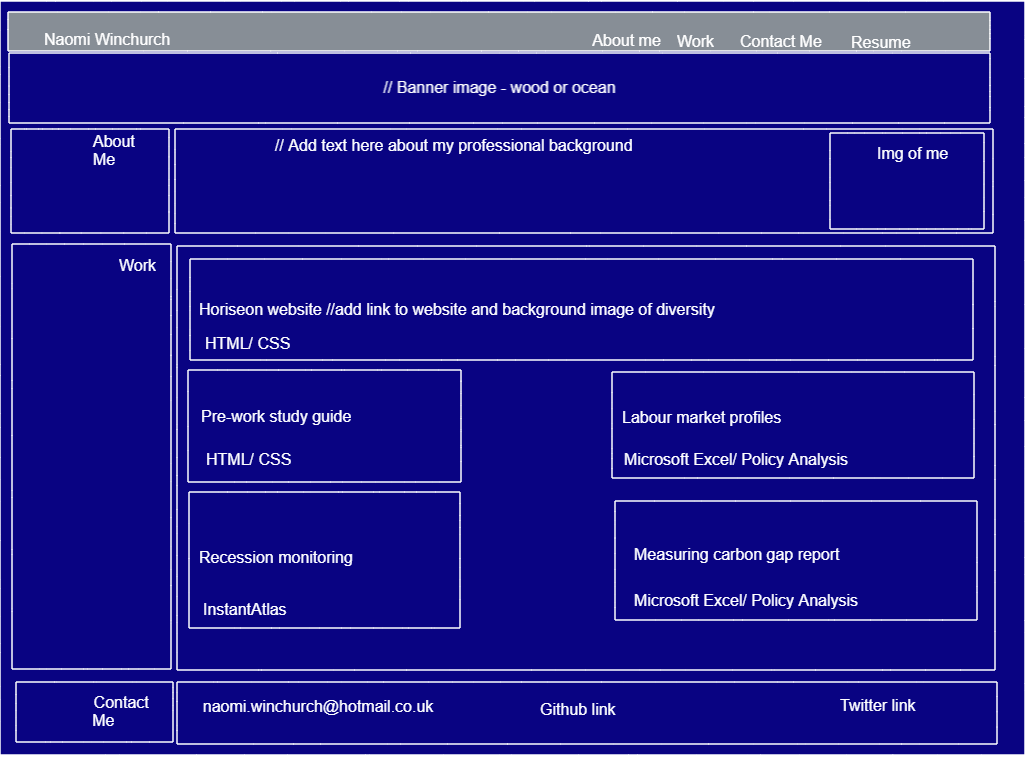 Naomi Winchurch
About me Work Contact Me Resume
// Banner image - wood or ocean
About
Me
// Add text here about my professional background
Img of me
Work
Horiseon website //add link to website and background image of diversity
HTML/ CSS
Pre-work study guide
HTML/ CSS
Labour market profiles
Microsoft Excel/ Policy Analysis
Recession monitoring
InstantAtlas
Measuring carbon gap report
Microsoft Excel/ Policy Analysis
Contact
Me
naomi.winchurch@hotmail.co.uk
Github link
Twitter link